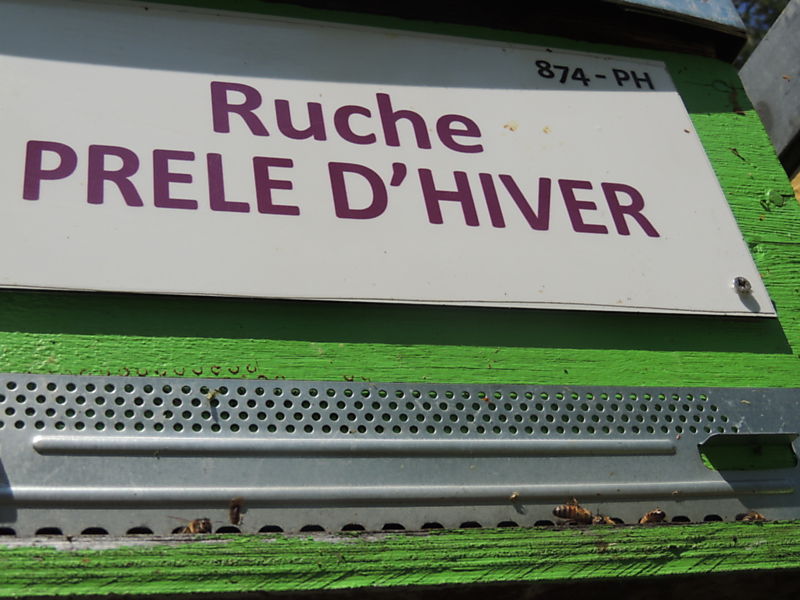 874 - PH
Ruche
PRELE D'HIVER